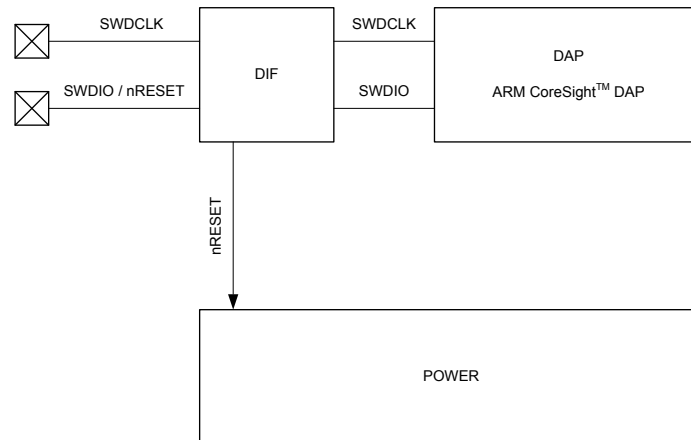 SWDCLK
SWDCLK
DIF
DAP
ARM CoreSight™ DAP
SWDIO / nRESET
SWDIO
nRESET
POWER